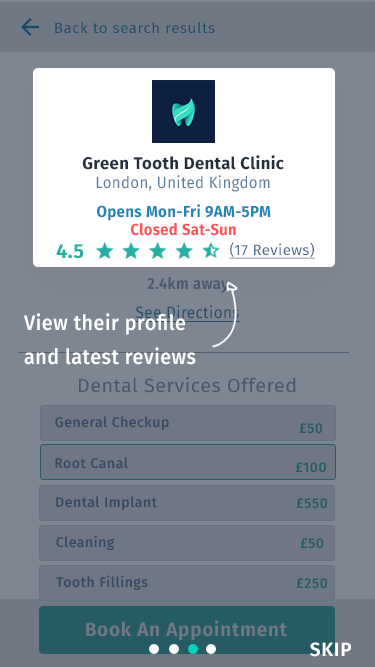 Back to search results
Green Tooth Dental Clinic
London, United Kingdom
Opens Mon-Fri 9AM-5PM
Closed Sat-Sun
4.5 (17 Reviews)
2.4km away
See Directions
View their profile
and latest reviews
Dental Services Offered
General Checkup £50
Root Canal £100
Dental Implant £550
Cleaning £50
Tooth Fillings £250
Book An Appointment
SKIP